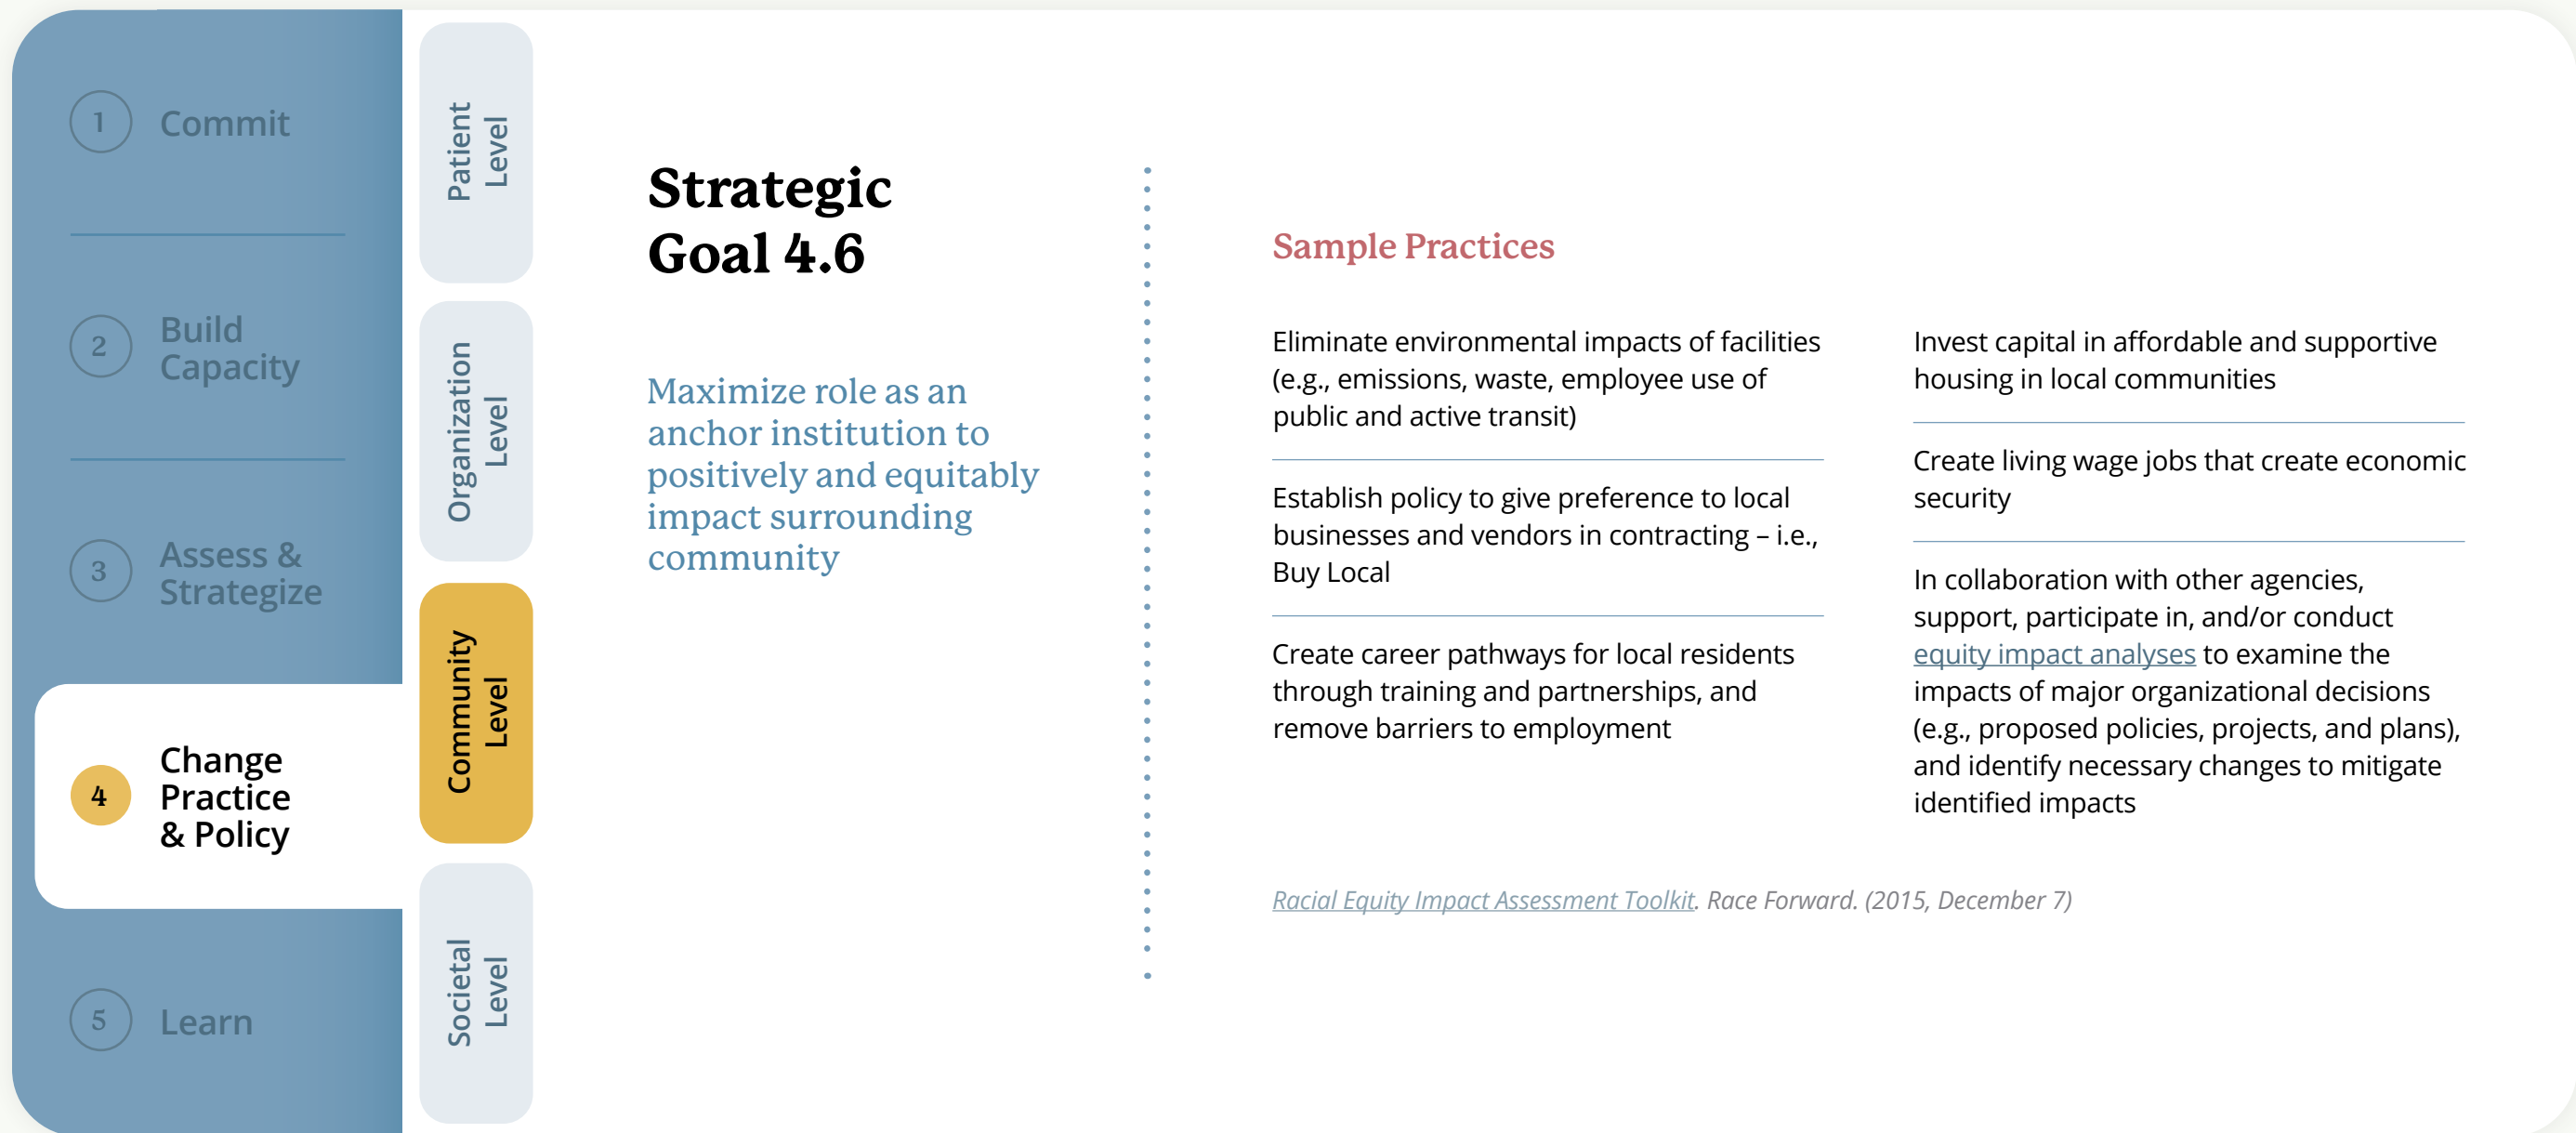 1
Commit
2
Build
Capacity
3
Assess &
Strategize
4
Change
Practice
& Policy
5
Learn
Patient
Level
Organization
Level
Community
Level
Societal
Level
Strategic
Goal 4.6
Maximize role as an
anchor institution to
positively and equitably
impact surrounding
community
Sample Practices
Eliminate environmental impacts of facilities
(e.g., emissions, waste, employee use of
public and active transit)
Establish policy to give preference to local
businesses and vendors in contracting – i.e.,
Buy Local
Create career pathways for local residents
through training and partnerships, and
remove barriers to employment
Invest capital in affordable and supportive
housing in local communities
Create living wage jobs that create economic
security
In collaboration with other agencies,
support, participate in, and/or conduct
equity impact analyses to examine the
impacts of major organizational decisions
(e.g., proposed policies, projects, and plans),
and identify necessary changes to mitigate
identified impacts
Racial Equity Impact Assessment Toolkit. Race Forward. (2015, December 7)